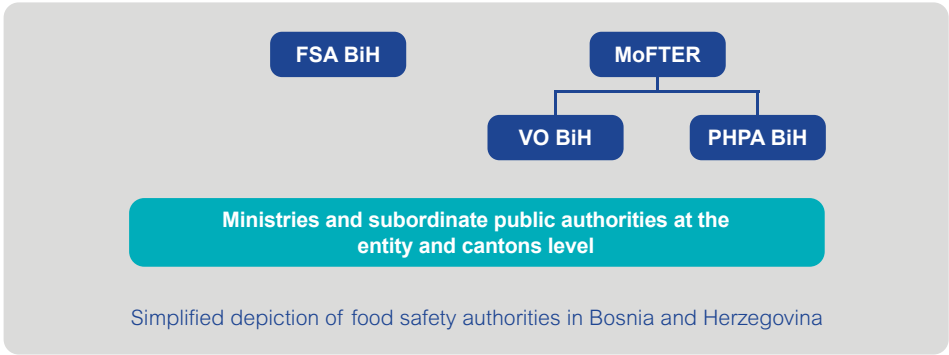 FSA BiH
MoFTER
VO BiH
PHPA BiH
Ministries and subordinate public authorities at the
entity and cantons level
Simplified depiction of food safety authorities in Bosnia and Herzegovina